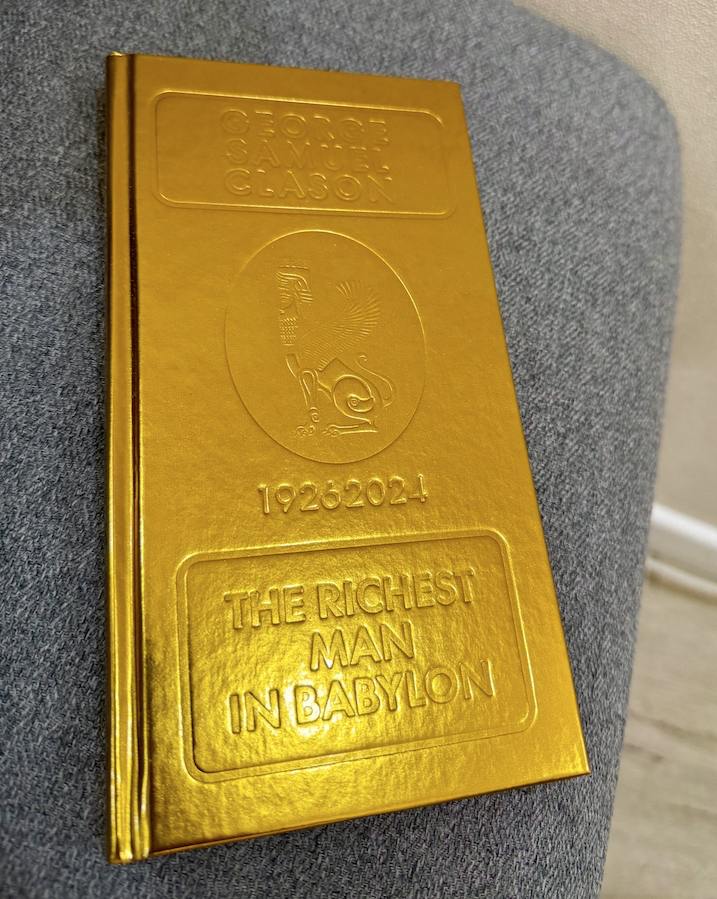 GEORGE
SAMUEL
CLASON
19262024
THE RICHEST
MAN
IN BABYLON